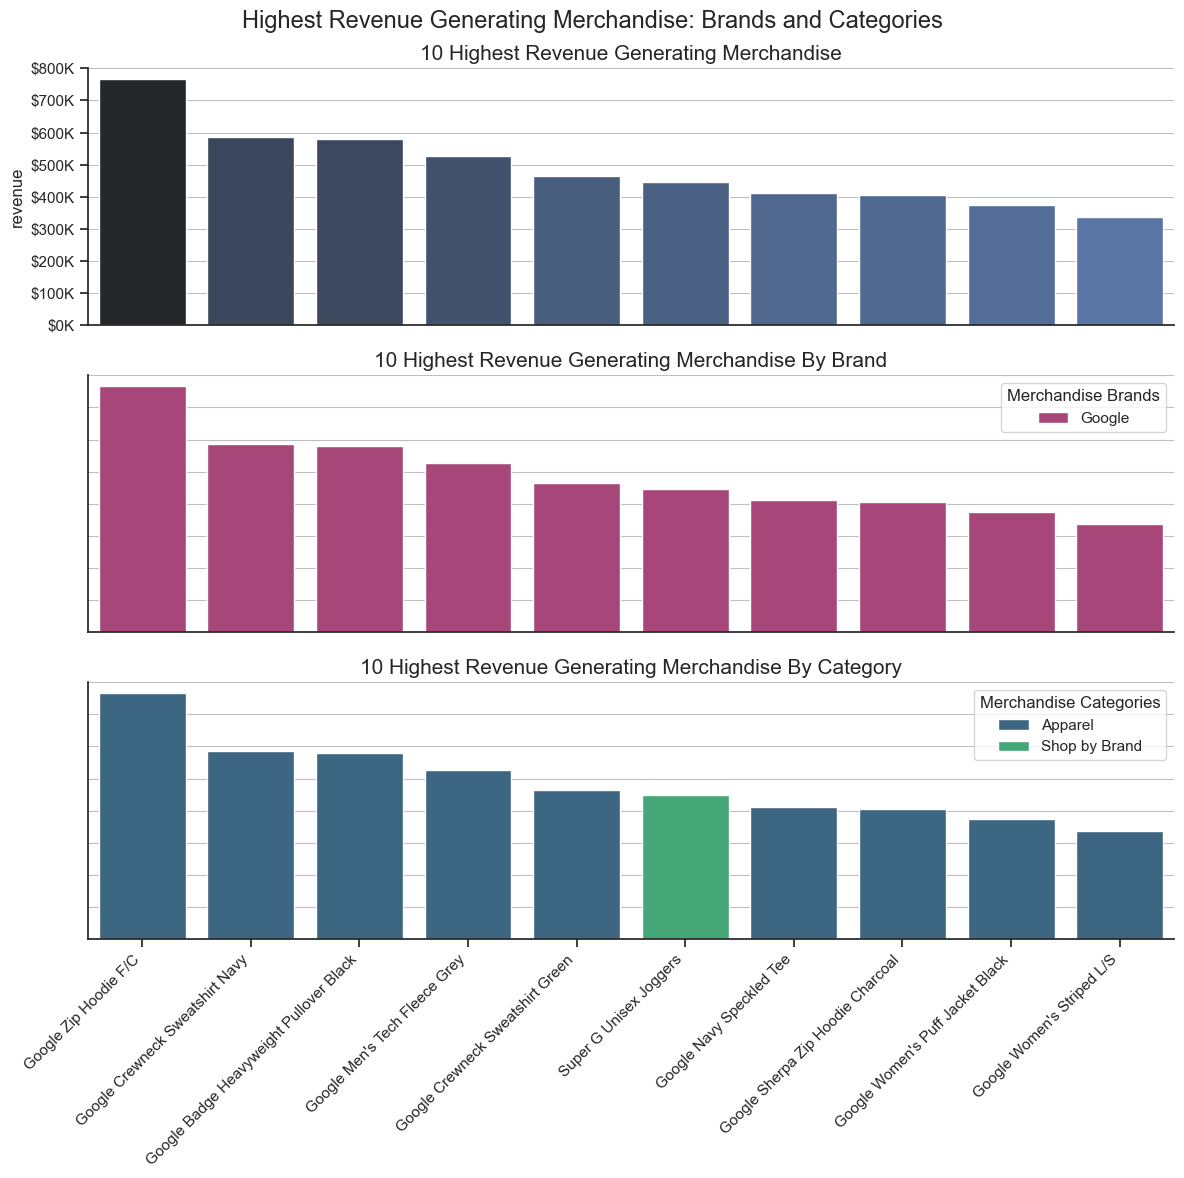 Highest Revenue Generating Merchandise: Brands and Categories
10 Highest Revenue Generating Merchandise
$800K
$700K
$600K
$500K
$400K
$300K
$200K
$100K
$0K
revenue
10 Highest Revenue Generating Merchandise By Brand
Merchandise Brands
Google
10 Highest Revenue Generating Merchandise By Category
Merchandise Categories
Apparel
Shop by Brand
Google Zip Hoodie F/C
Google Crewneck Sweatshirt Navy
Google Badge Heavyweight Pullover Black
Google Men's Tech Fleece Grey
Google Crewneck Sweatshirt Green
Super G Unisex Joggers
Google Navy Speckled Tee
Google Sherpa Zip Hoodie Charcoal
Google Women's Puff Jacket Black
Google Women's Striped L/S